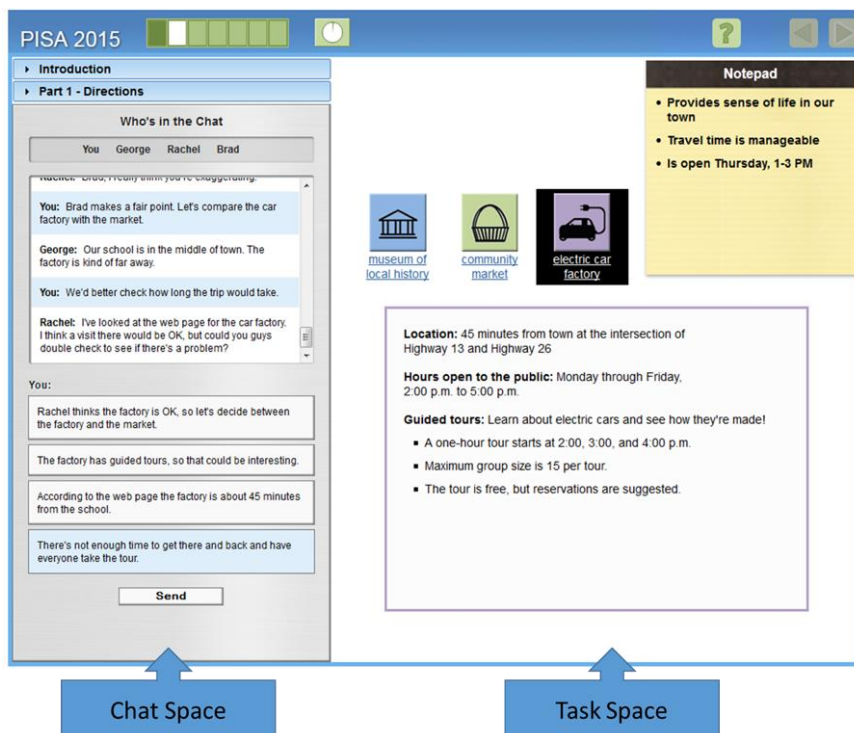 PISA 2015
?
Introduction
Part 1 - Directions
Who's in the Chat
You George Rachel Brad
Rachel: Brad, I really think you're exaggerating.
You: Brad makes a fair point. Let's compare the car
factory with the market.
George: Our school is in the middle of town. The
factory is kind of far away.
You: We'd better check how long the trip would take.
Rachel: I've looked at the web page for the car factory.
I think a visit there would be OK, but could you guys
double check to see if there's a problem?
You:
Rachel thinks the factory is OK, so let's decide between
the factory and the market.
The factory has guided tours, so that could be interesting.
According to the web page the factory is about 45 minutes
from the school.
There's not enough time to get there and back and have
everyone take the tour.
Send
museum of
local history
community
market
electric car
factory
Notepad
• Provides sense of life in our
town
• Travel time is manageable
• Is open Thursday, 1-3 PM
Location: 45 minutes from town at the intersection of
Highway 13 and Highway 26
Hours open to the public: Monday through Friday,
2:00 p.m. to 5:00 p.m.
Guided tours: Learn about electric cars and see how they're made!
▪ A one-hour tour starts at 2:00, 3:00, and 4:00 p.m.
▪ Maximum group size is 15 per tour.
▪ The tour is free, but reservations are suggested.
Chat Space
Task Space